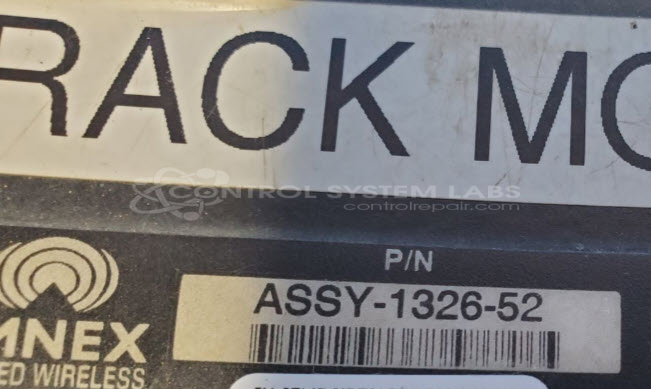 RACK MO
CONTROL SYSTEM LABS
controlrepair.com
P/N
ASSY-1326-52
MNEX
ED WIRELESS